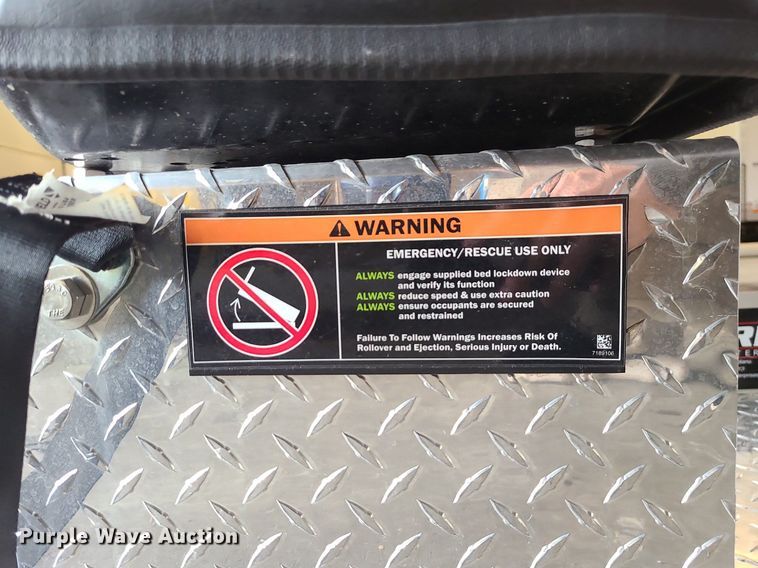 WARNING
EMERGENCY/RESCUE USE ONLY
ALWAYS engage supplied bed lockdown device
and verify its function
ALWAYS reduce speed & use extra caution
ALWAYS ensure occupants are secured
and restrained
Failure To Follow Warnings Increases Risk Of
Rollover and Ejection, Serious Injury or Death.
7189106
THE
Purple Wave Auction